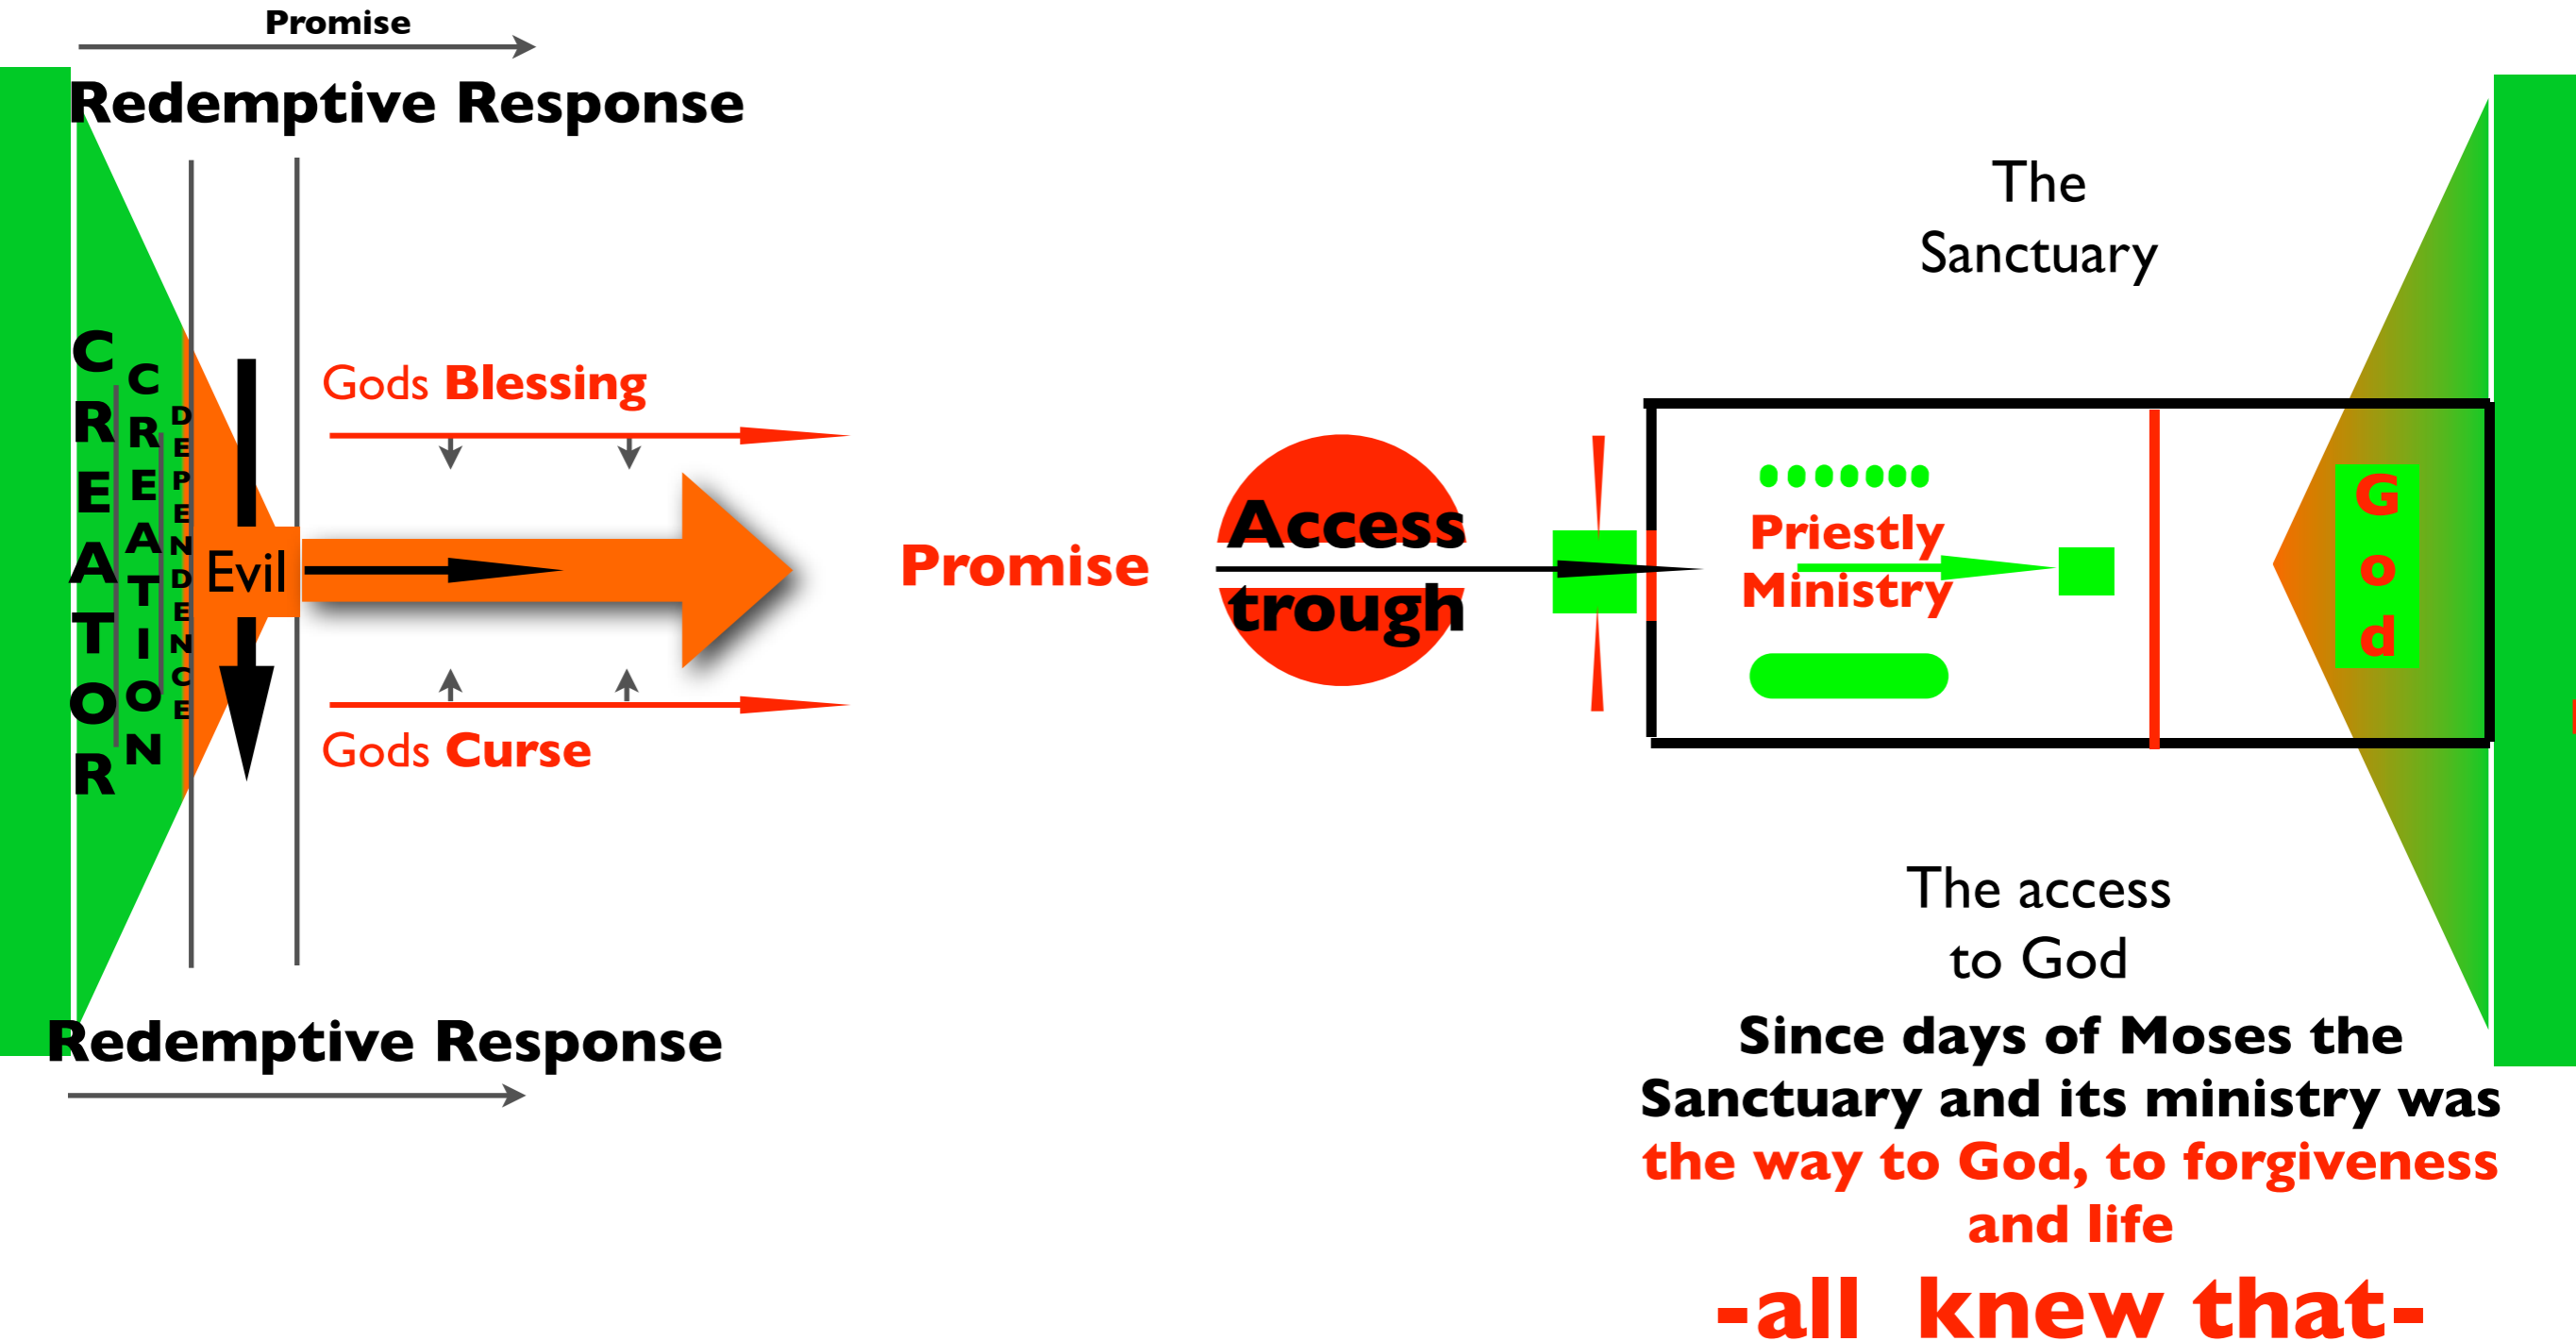 Promise
Redemptive Response
CREATOR
CREATION
DEPENDENCE
Evil
Gods Blessing
Gods Curse
Redemptive Response
Promise
Access
trough
The
Sanctuary
Priestly
Ministry
God
The access
to God
Since days of Moses the
Sanctuary and its ministry was
the way to God, to forgiveness
and life
-all knew that-